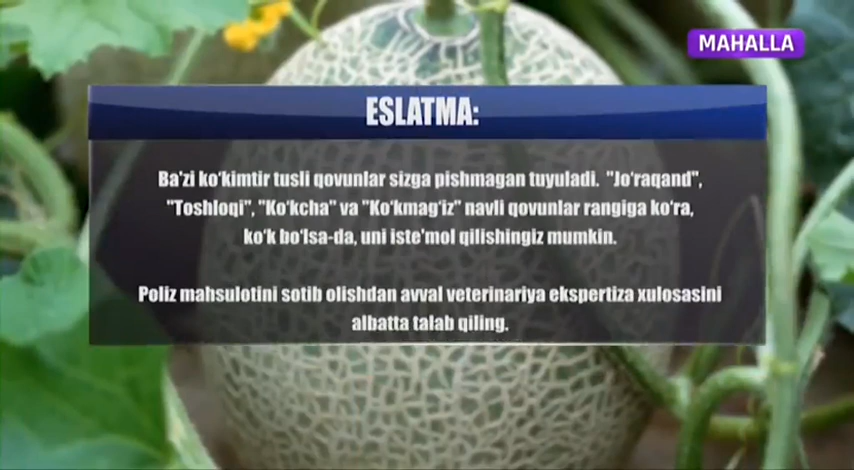 MAHALLA
ESLATMA:
Ba'zi ko‘kimtir tusli qovunlar sizga pishmagan tuyuladi. "Jo‘raqand",
"Toshloqi", "Ko‘kcha" va "Ko‘kmag‘iz" navli qovunlar rangiga ko‘ra,
ko‘k bo‘lsa-da, uni iste'mol qilishingiz mumkin.
Poliz mahsulotini sotib olishdan avval veterinariya ekspertiza xulosasini
albatta talab qiling.